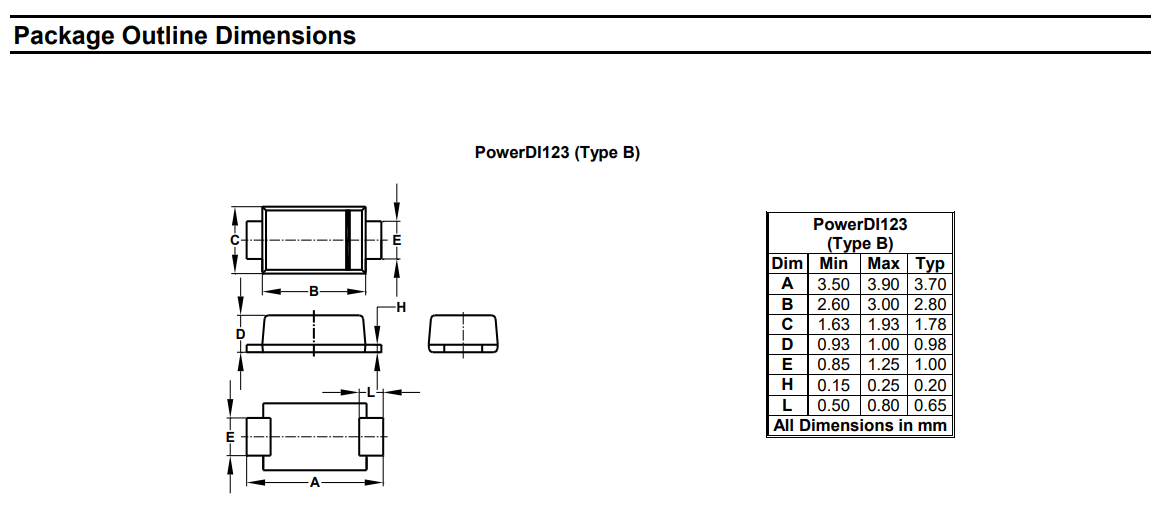 Package Outline Dimensions
PowerDI123 (Type B)
C
E
B
H
D
L
E
A
PowerDI123
(Type B)
Dim Min Max Typ
A 3.50 3.90 3.70
B 2.60 3.00 2.80
C 1.63 1.93 1.78
D 0.93 1.00 0.98
E 0.85 1.25 1.00
H 0.15 0.25 0.20
L 0.50 0.80 0.65
All Dimensions in mm